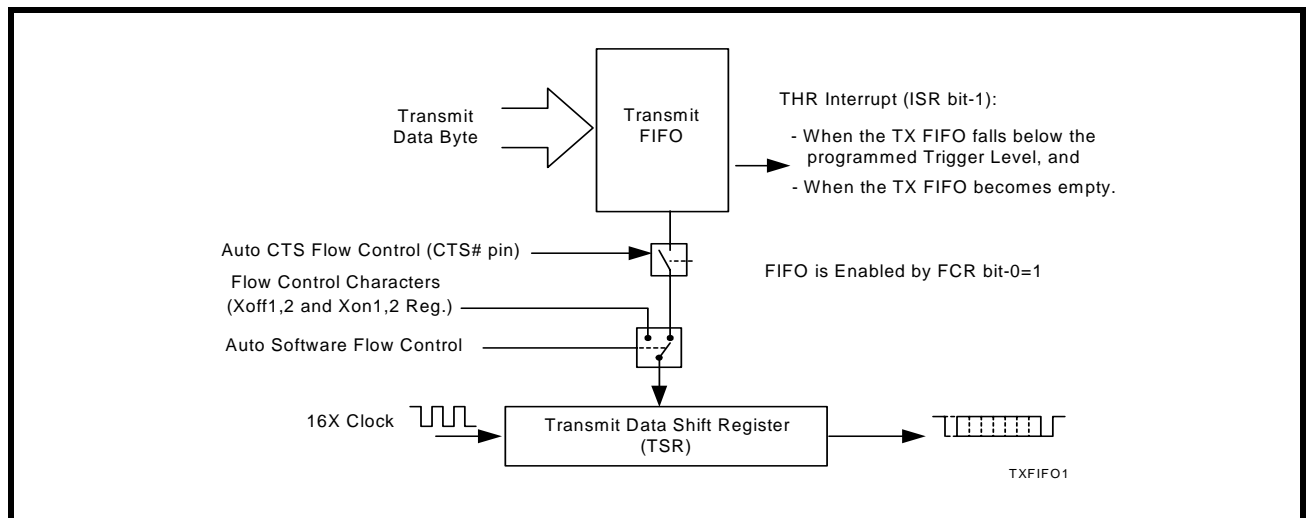 Transmit
Data Byte
Transmit
FIFO
THR Interrupt (ISR bit-1):
- When the TX FIFO falls below the
programmed Trigger Level, and
- When the TX FIFO becomes empty.
Auto CTS Flow Control (CTS# pin)
FIFO is Enabled by FCR bit-0=1
Flow Control Characters
(Xoff1,2 and Xon1,2 Reg.)
Auto Software Flow Control
16X Clock
Transmit Data Shift Register
(TSR)
TXFIFO1